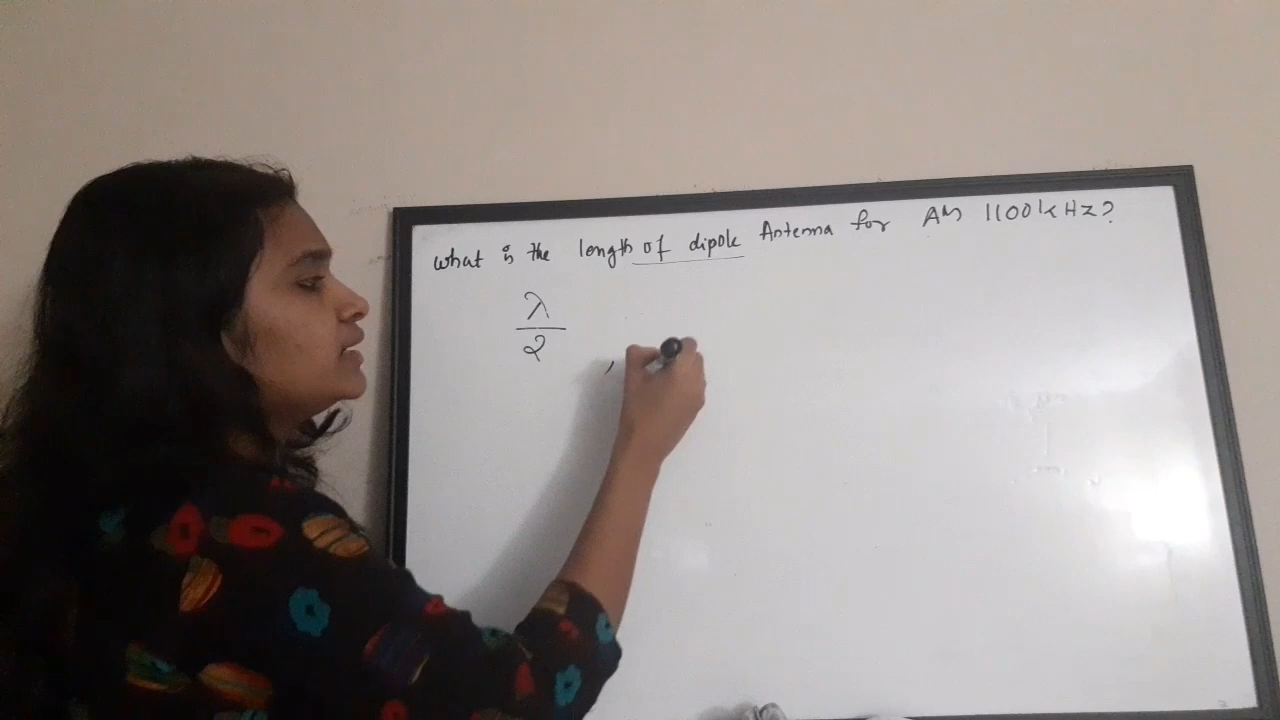 What is the length of dipole Antenna for AM 1100kHz?
λ
2
,